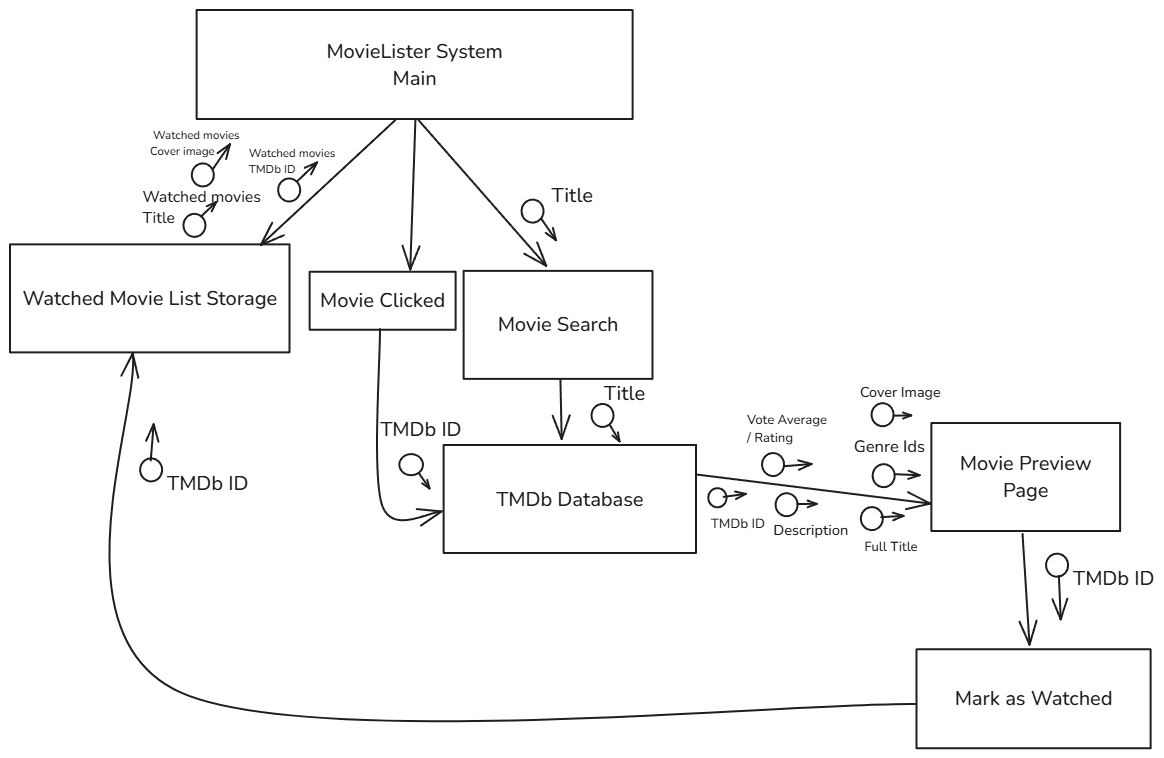 MovieLister System
Main
Watched movies
Cover image
Watched movies
TMDb ID
Watched movies
Title
Title
Watched Movie List Storage
Movie Clicked
Movie Search
Title
TMDb ID
TMDb ID
TMDb Database
Vote Average
/ Rating
Cover Image
Genre Ids
TMDb ID
Description
Full Title
Movie Preview
Page
TMDb ID
Mark as Watched